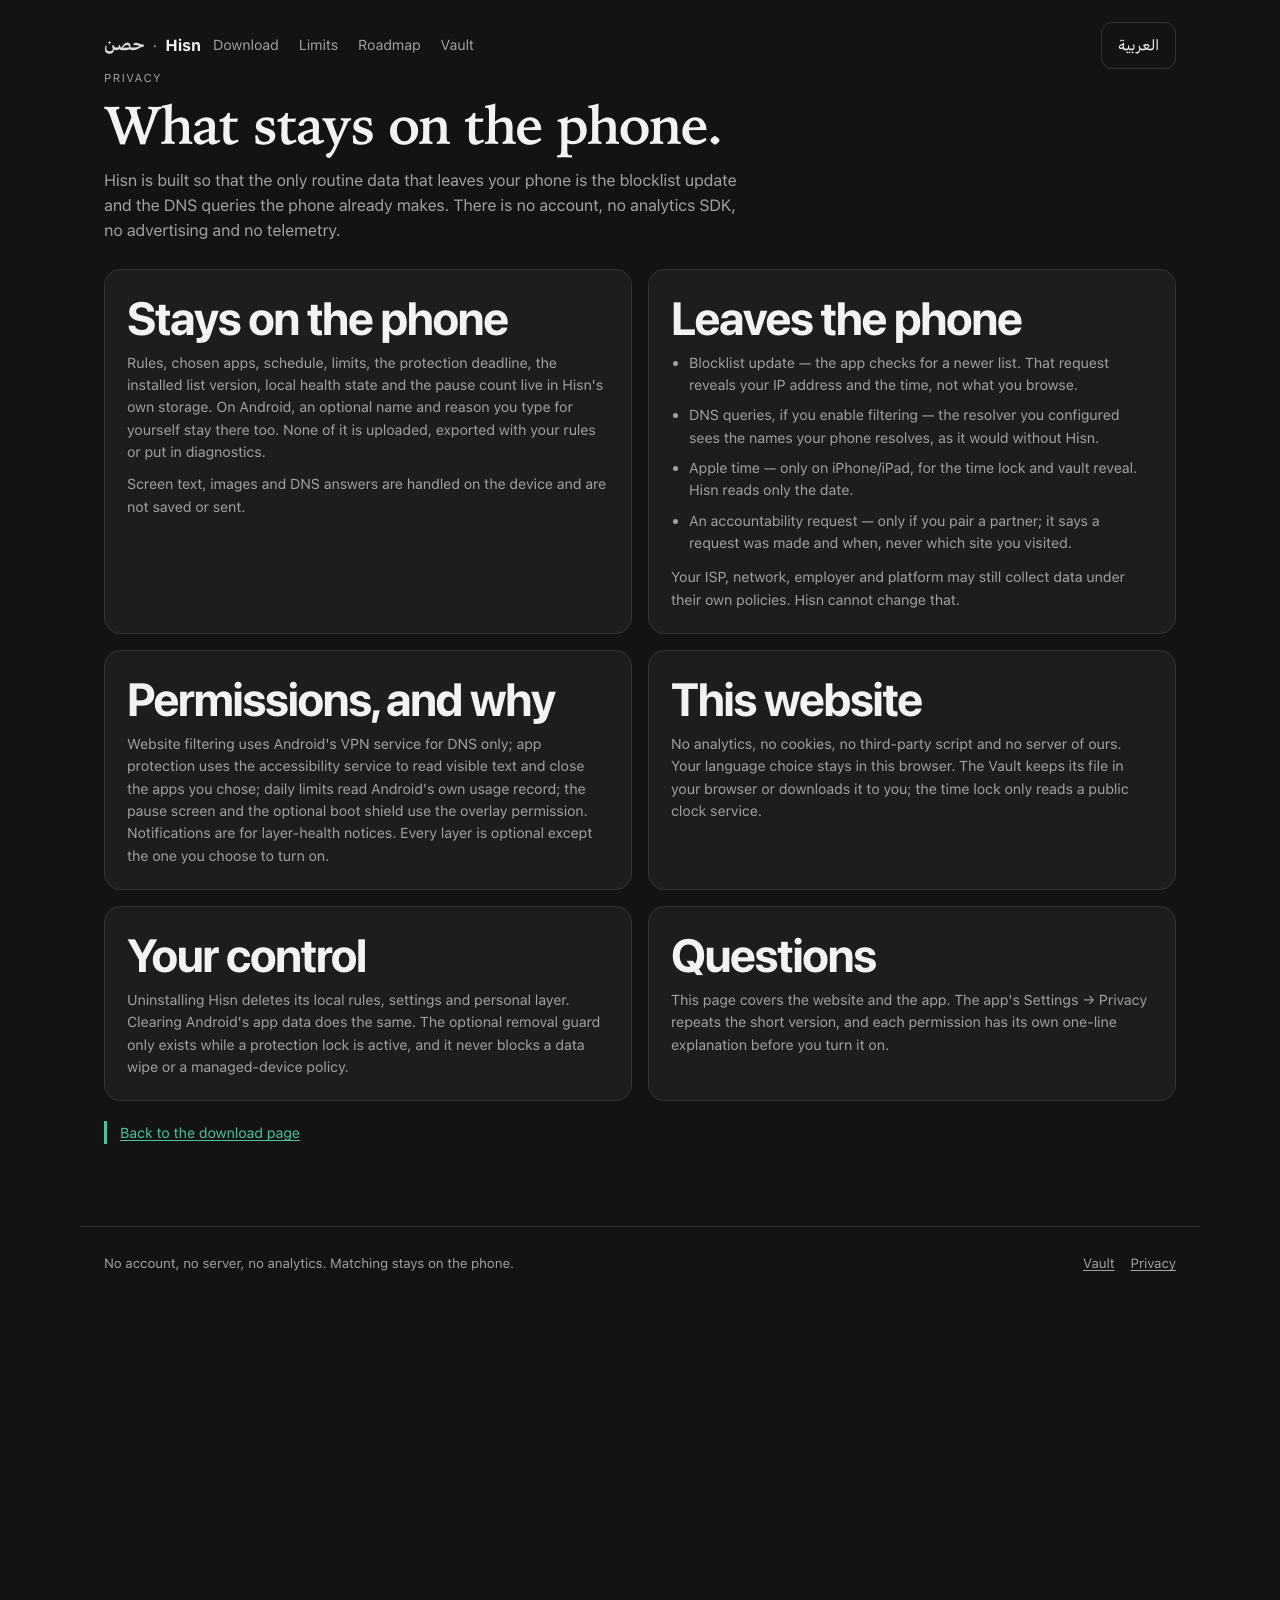 حصن · Hisn Download Limits Roadmap Vault العربية
PRIVACY
What stays on the phone.
Hisn is built so that the only routine data that leaves your phone is the blocklist update
and the DNS queries the phone already makes. There is no account, no analytics SDK,
no advertising and no telemetry.
Stays on the phone
Rules, chosen apps, schedule, limits, the protection deadline, the
installed list version, local health state and the pause count live in Hisn's
own storage. On Android, an optional name and reason you type for
yourself stay there too. None of it is uploaded, exported with your rules
or put in diagnostics.
Screen text, images and DNS answers are handled on the device and are
not saved or sent.
Leaves the phone
• Blocklist update — the app checks for a newer list. That request
reveals your IP address and the time, not what you browse.
• DNS queries, if you enable filtering — the resolver you configured
sees the names your phone resolves, as it would without Hisn.
• Apple time — only on iPhone/iPad, for the time lock and vault reveal.
Hisn reads only the date.
• An accountability request — only if you pair a partner; it says a
request was made and when, never which site you visited.
Your ISP, network, employer and platform may still collect data under
their own policies. Hisn cannot change that.
Permissions, and why
Website filtering uses Android's VPN service for DNS only; app
protection uses the accessibility service to read visible text and close
the apps you chose; daily limits read Android's own usage record; the
pause screen and the optional boot shield use the overlay permission.
Notifications are for layer-health notices. Every layer is optional except
the one you choose to turn on.
This website
No analytics, no cookies, no third-party script and no server of ours.
Your language choice stays in this browser. The Vault keeps its file in
your browser or downloads it to you; the time lock only reads a public
clock service.
Your control
Uninstalling Hisn deletes its local rules, settings and personal layer.
Clearing Android's app data does the same. The optional removal guard
only exists while a protection lock is active, and it never blocks a data
wipe or a managed-device policy.
Questions
This page covers the website and the app. The app's Settings → Privacy
repeats the short version, and each permission has its own one-line
explanation before you turn it on.
Back to the download page
No account, no server, no analytics. Matching stays on the phone. Vault Privacy